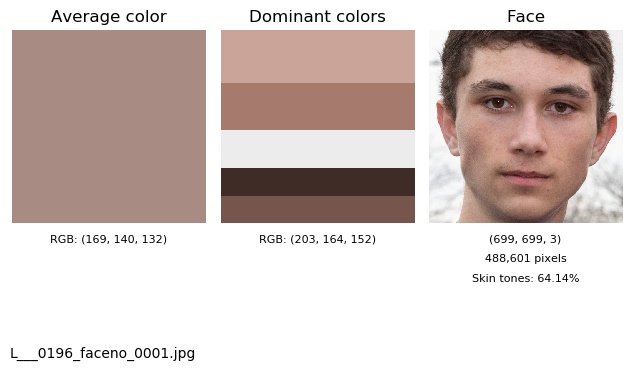 Average color
Dominant colors
Face
RGB: (169, 140, 132)
RGB: (203, 164, 152)
(699, 699, 3)
488,601 pixels
Skin tones: 64.14%
L___0196_faceno_0001.jpg